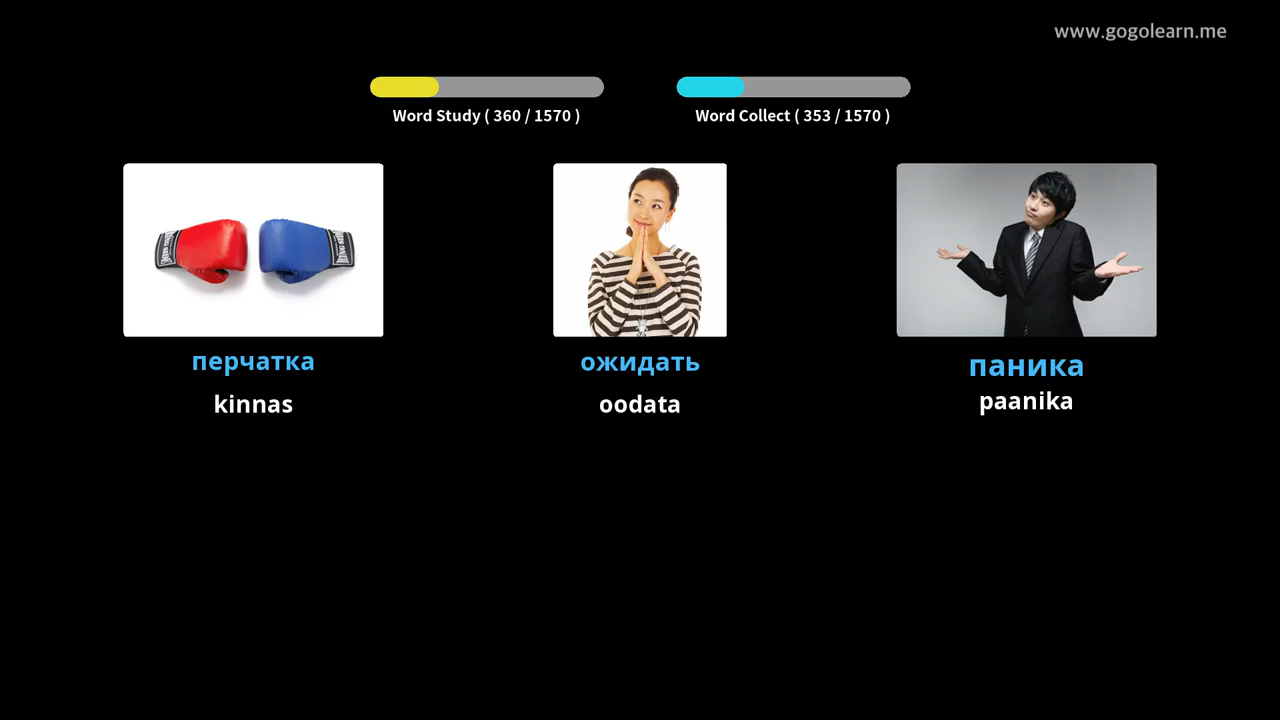 www.gogolearn.me
Word Study ( 360 / 1570 )
Word Collect ( 353 / 1570 )
перчатка
ожидать
паника
kinnas
oodata
paanika